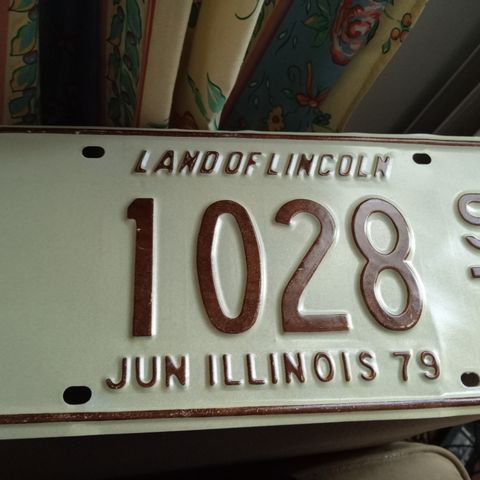 LAND OF LINCOLN
1028
JUN ILLINOIS 79